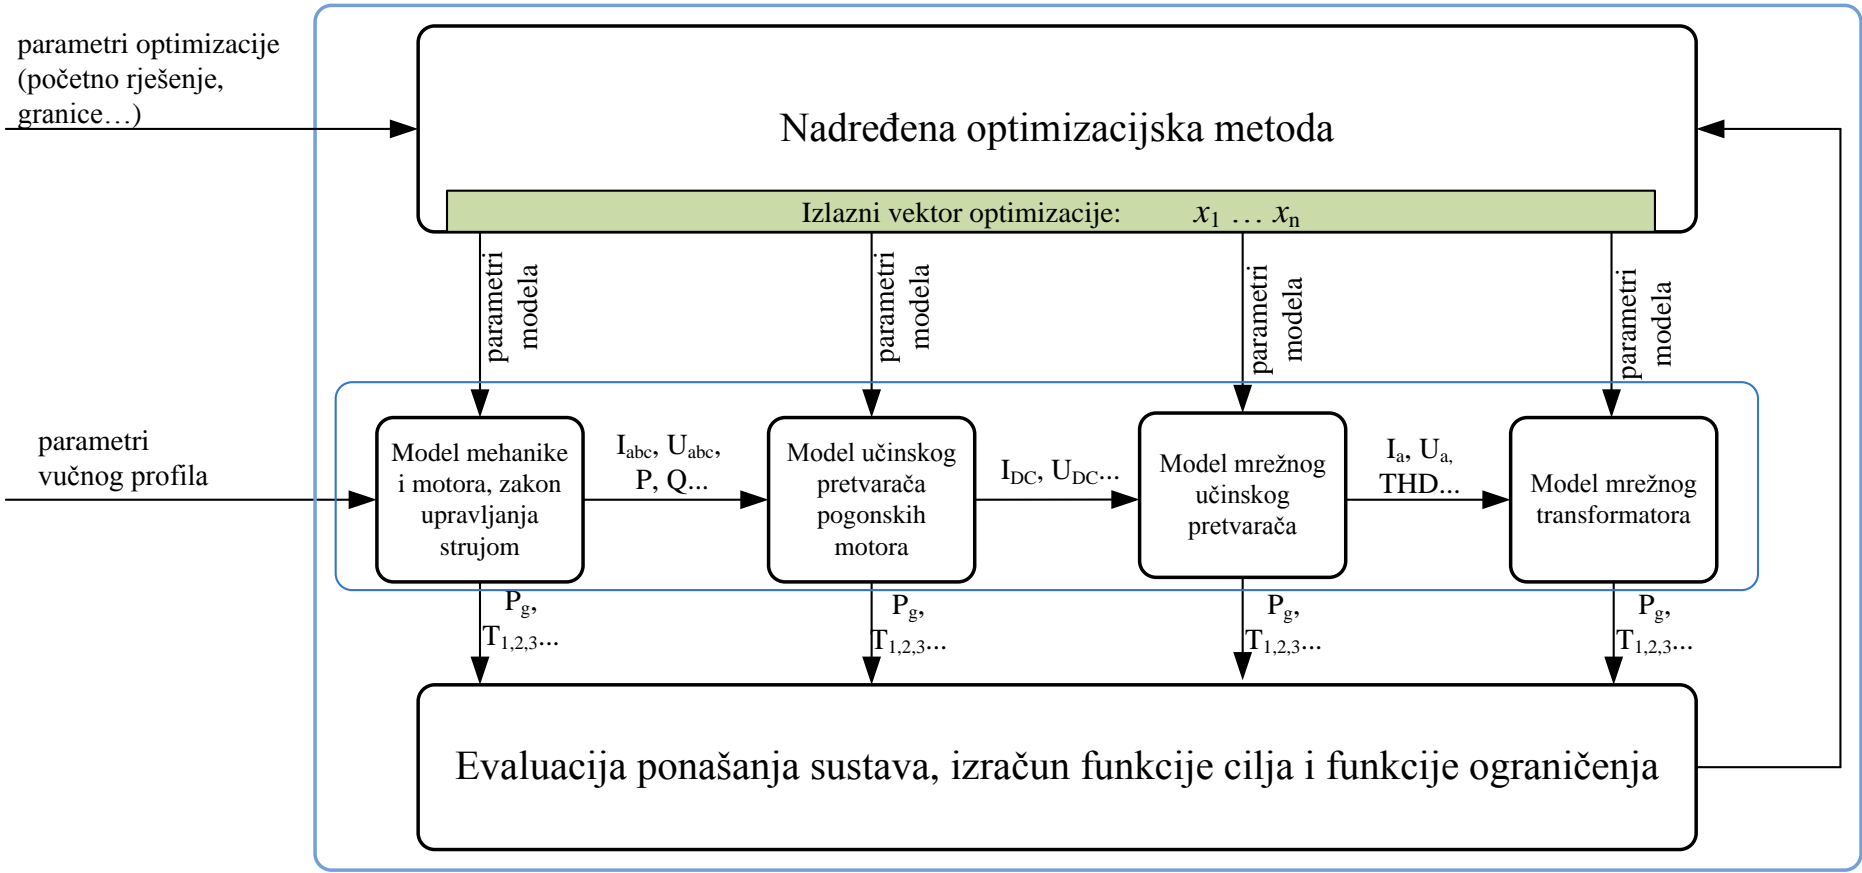 parametri optimizacije
(početno rješenje,
granice…)
Nadređena optimizacijska metoda
Izlazni vektor optimizacije: x1 … xn
parametri
modela
parametri
modela
parametri
modela
parametri
modela
parametri
vučnog profila
Model mehanike
i motora, zakon
upravljanja
strujom
Iabc, Uabc,
P, Q...
Model učinskog
pretvarača
pogonskih
motora
IDC, UDC...
Model mrežnog
učinskog
pretvarača
Ia, Ua,
THD...
Model mrežnog
transformatora
Pg,
T1,2,3...
Pg,
T1,2,3...
Pg,
T1,2,3...
Pg,
T1,2,3...
Evaluacija ponašanja sustava, izračun funkcije cilja i funkcije ograničenja